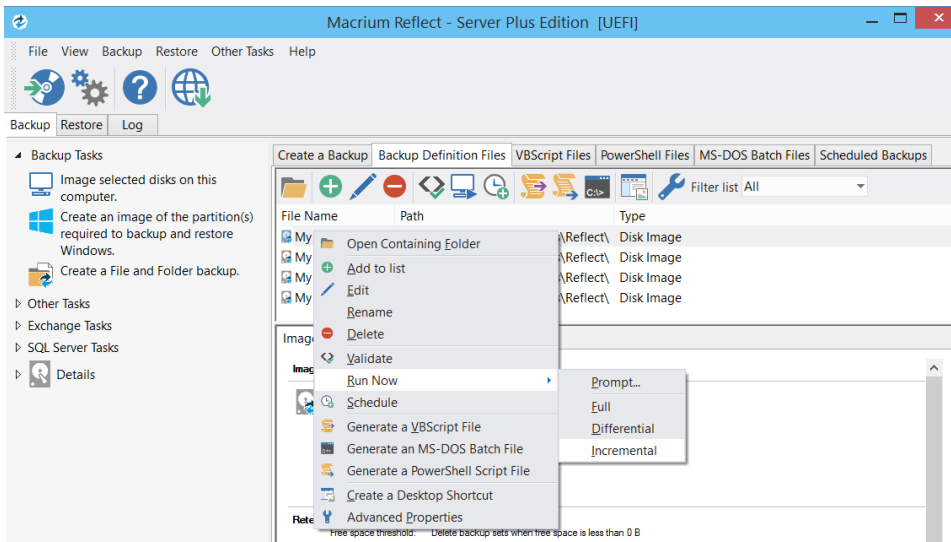 Macrium Reflect - Server Plus Edition [UEFI]
File View Backup Restore Other Tasks Help
Backup Restore Log
Backup Tasks
Image selected disks on this
computer.
Create an image of the partition(s)
required to backup and restore
Windows.
Create a File and Folder backup.
Other Tasks
Exchange Tasks
SQL Server Tasks
Details
Create a Backup Backup Definition Files VBScript Files PowerShell Files MS-DOS Batch Files Scheduled Backups
C:\> Filter list All
File Name Path Type
My \Reflect\ Disk Image
My \Reflect\ Disk Image
My \Reflect\ Disk Image
My \Reflect\ Disk Image
Open Containing Folder
Add to list
Edit
Rename
Delete
Validate
Run Now
Schedule
Generate a VBScript File
Generate an MS-DOS Batch File
Generate a PowerShell Script File
Create a Desktop Shortcut
Advanced Properties
Prompt...
Full
Differential
Incremental
Free space threshold: Delete backup sets when free space is less than 0 B